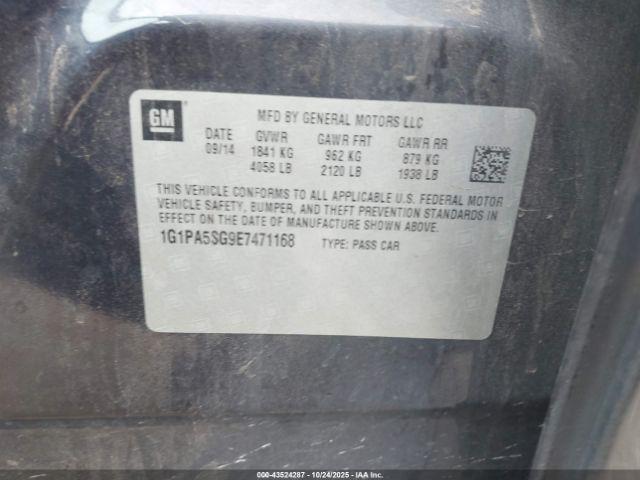 GM
MFD BY GENERAL MOTORS LLC
DATE GVWR GAWR FRT GAWR RR
09/14 1841 KG 962 KG 879 KG
4058 LB 2120 LB 1938 LB
THIS VEHICLE CONFORMS TO ALL APPLICABLE U.S. FEDERAL MOTOR
VEHICLE SAFETY, BUMPER, AND THEFT PREVENTION STANDARDS IN
EFFECT ON THE DATE OF MANUFACTURE SHOWN ABOVE.
1G1PA5SG9E7471168 TYPE: PASS CAR
000-43524287 - 10/24/2025 - Copyright © IAA, Inc.